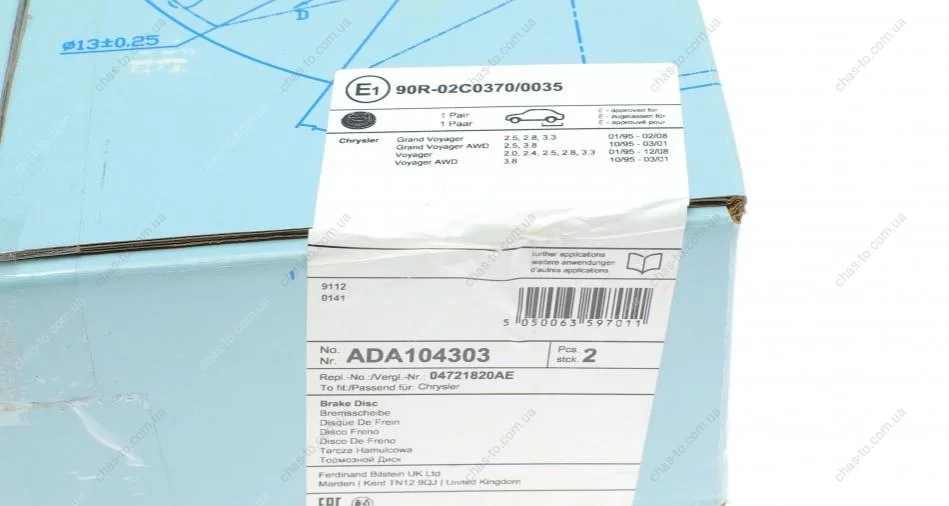 D
ø13±0.25
E1 90R-02C0370/0035
1 Pair
1 Paar
E - approved for
E - zugelassen für
E - approuvé pour
Chrysler Grand Voyager 2.5, 2.8, 3.3 01/95 - 02/08
Grand Voyager AWD 2.5, 3.8 10/95 - 03/01
Voyager 2.0, 2.4, 2.5, 2.8, 3.3 01/95 - 12/08
Voyager AWD 3.8 10/95 - 03/01
further applications
weitere anwendungen
d'autres applications
9112
0141
5 050063 597011
No. Nr. ADA104303 Pcs. stck. 2
Repl.-No./Vergl.-Nr.: 04721820AE
To fit:/Passend für: Chrysler
Brake Disc
Bremsscheibe
Disque De Frein
Disco Freno
Disco De Freno
Tarcza Hamulcowa
Тормозной Диск
Ferdinand Bilstein UK Ltd
Marden | Kent TN12 9QJ | United Kingdom
EAC
chas-to.com.ua